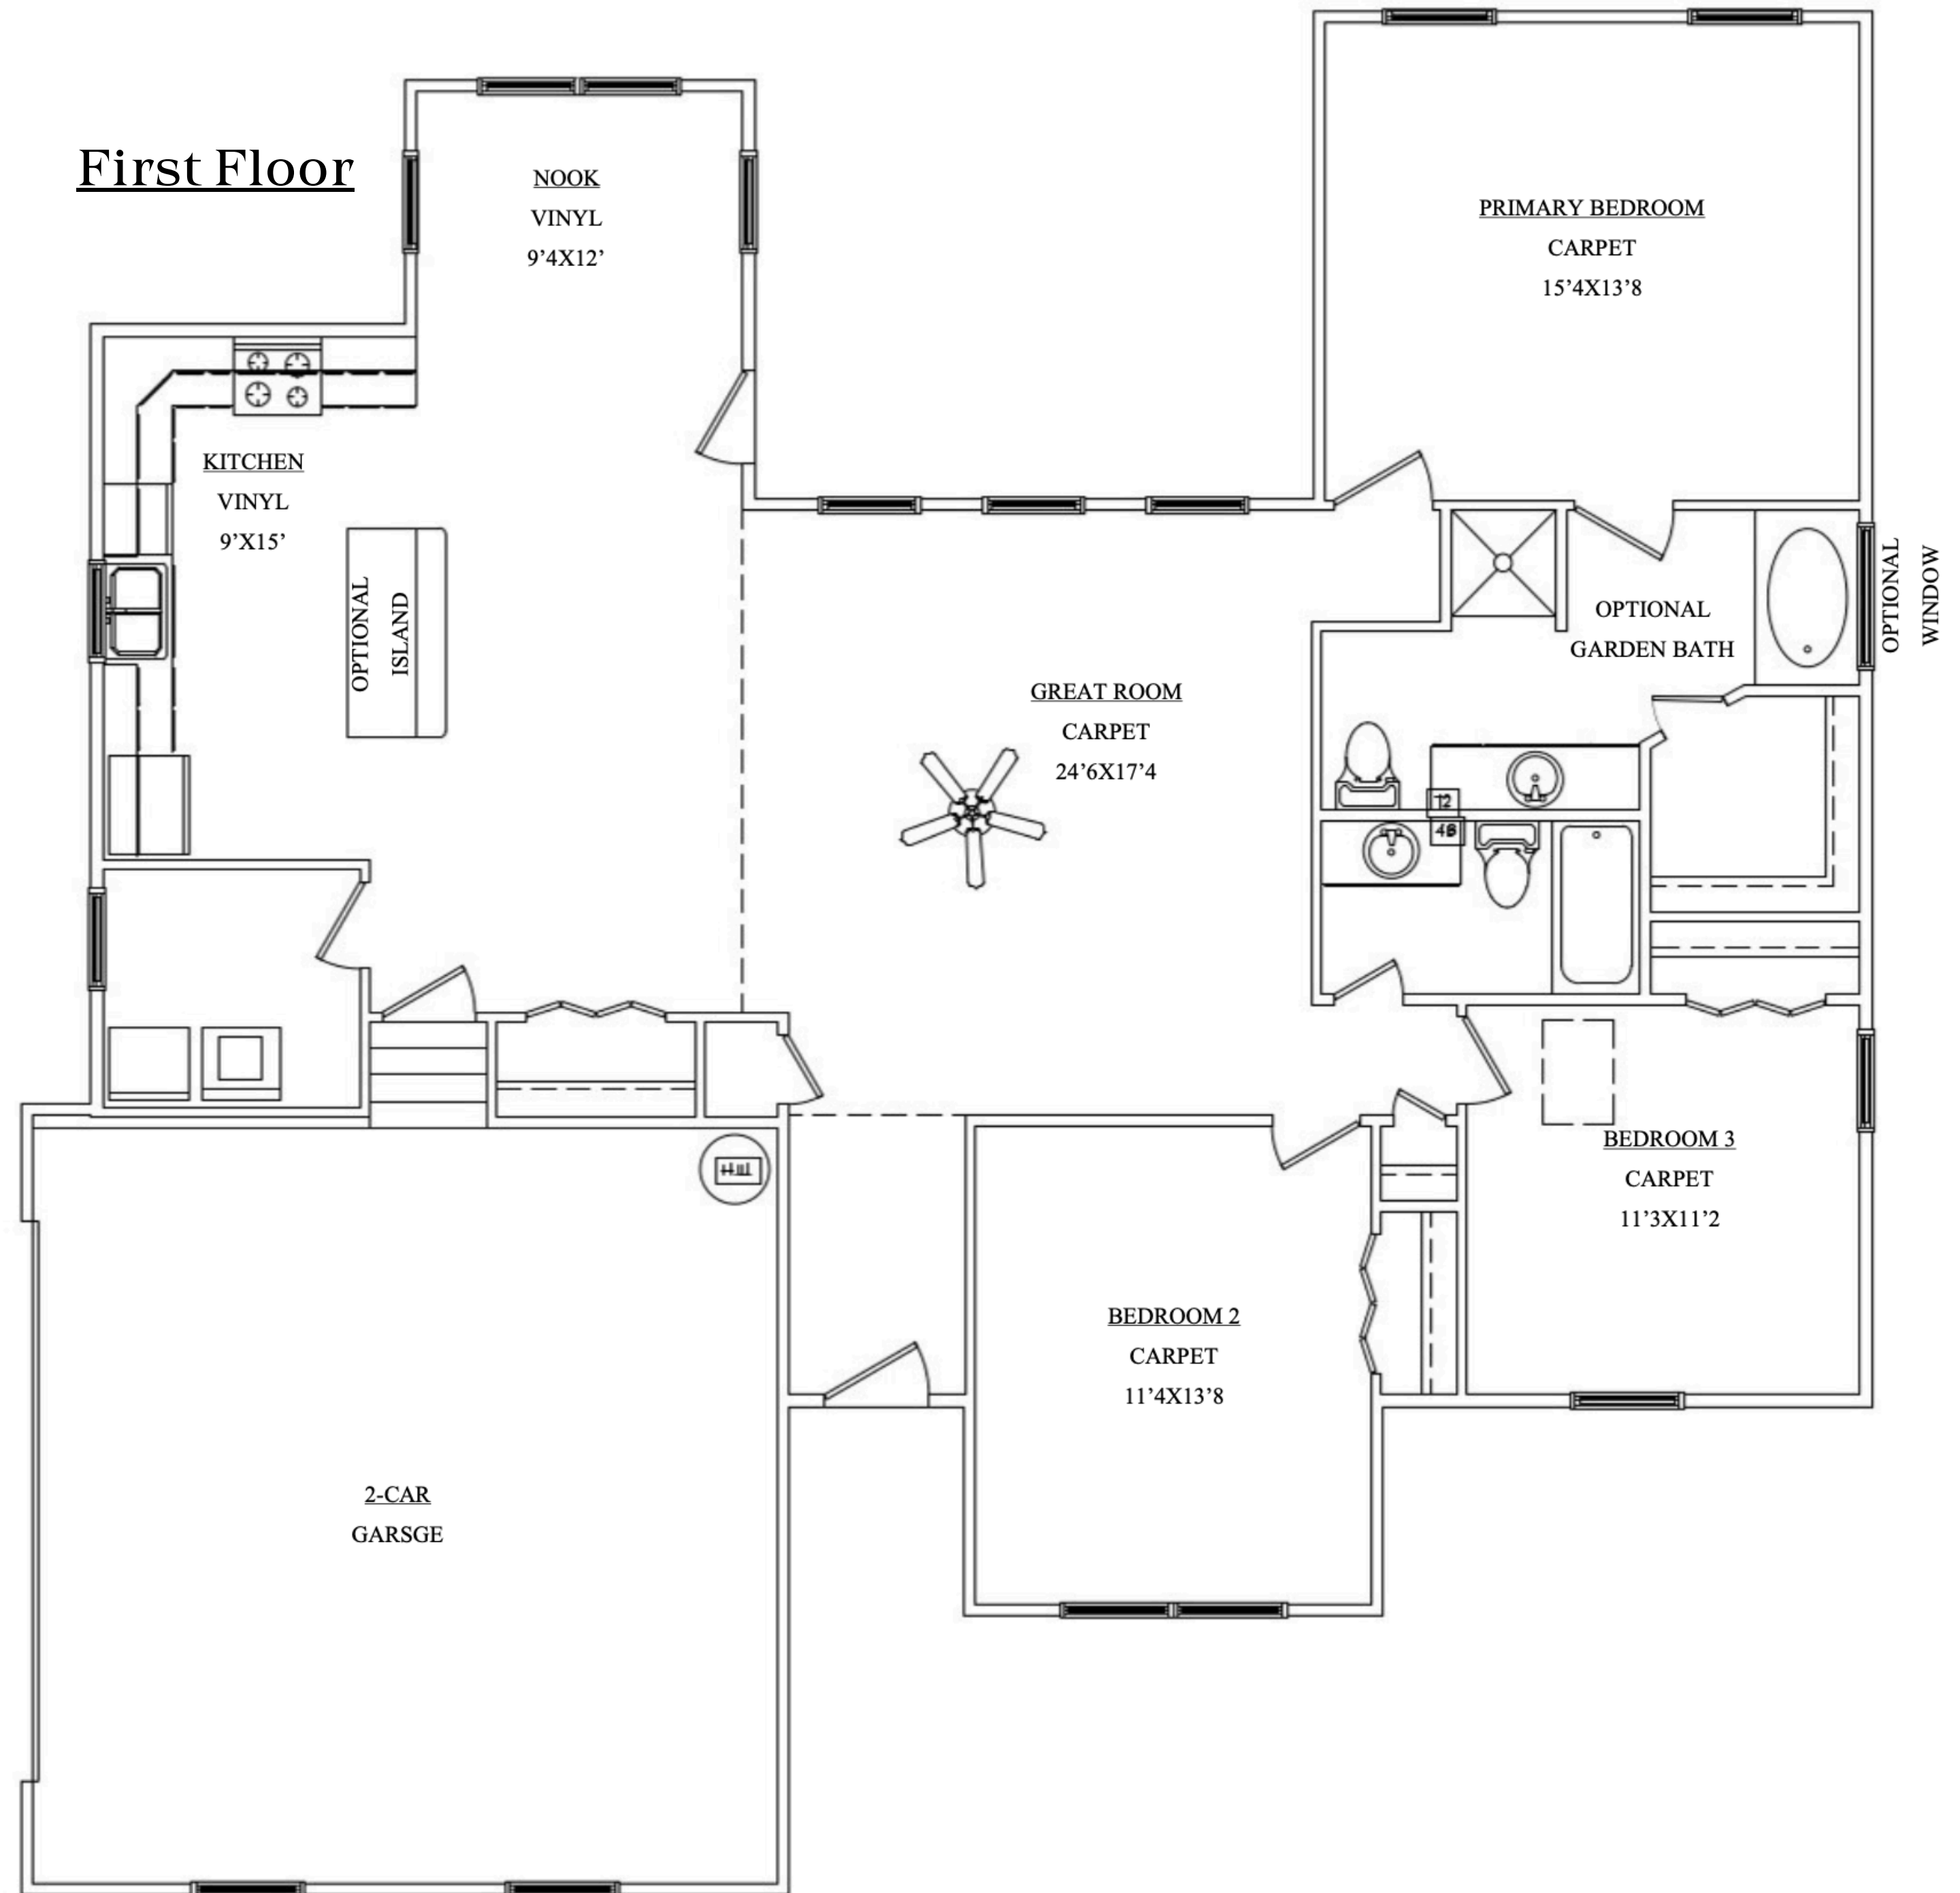 First Floor
NOOK
VINYL
9’4X12’
PRIMARY BEDROOM
CARPET
15’4X13’8
KITCHEN
VINYL
9’X15’
OPTIONAL
ISLAND
OPTIONAL
GARDEN BATH
OPTIONAL
WINDOW
GREAT ROOM
CARPET
24’6X17’4
12
48
BEDROOM 3
CARPET
11’3X11’2
BEDROOM 2
CARPET
11’4X13’8
2-CAR
GARSGE